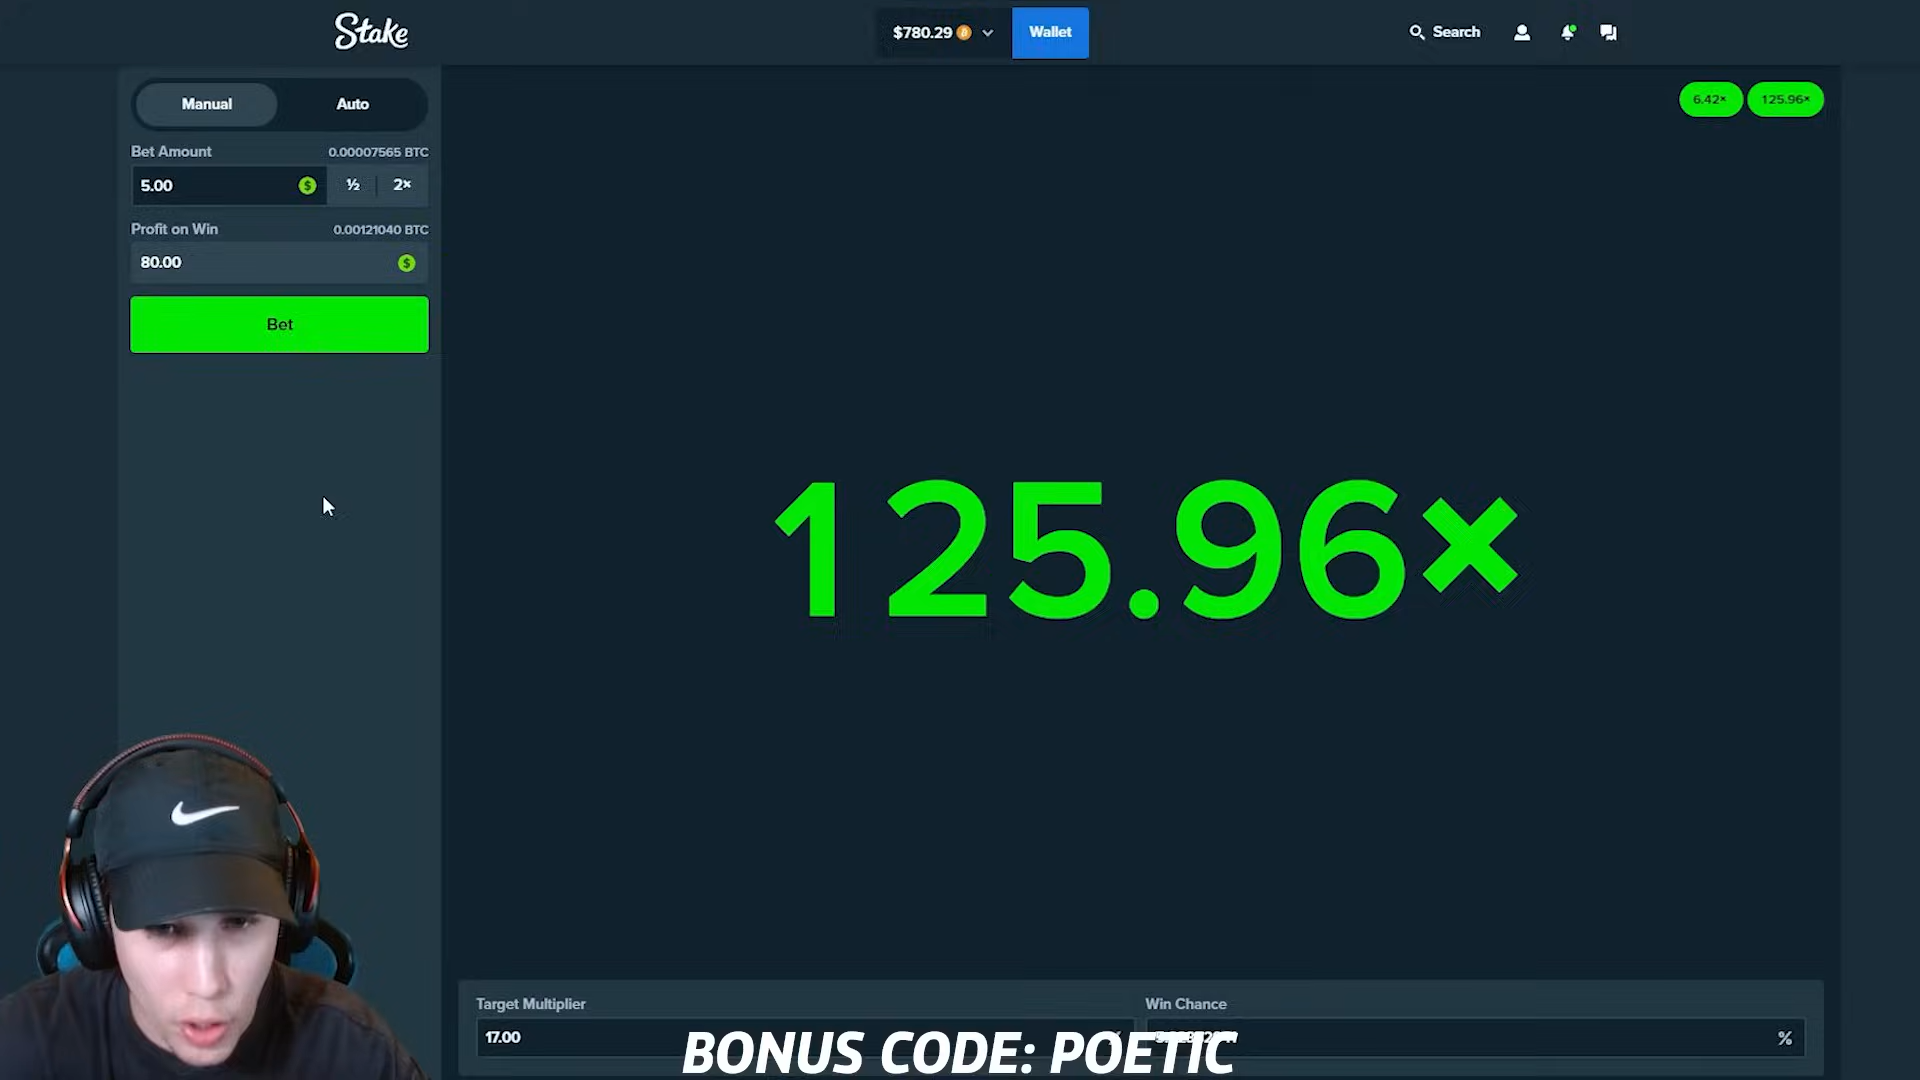 Stake
$780.29
Wallet
Search
Manual
Auto
6.42×
125.96×
Bet Amount
0.00007565 BTC
5.00
$
½
2×
Profit on Win
0.00121040 BTC
80.00
$
Bet
125.96×
Target Multiplier
Win Chance
17.00
%
BONUS CODE: POETIC